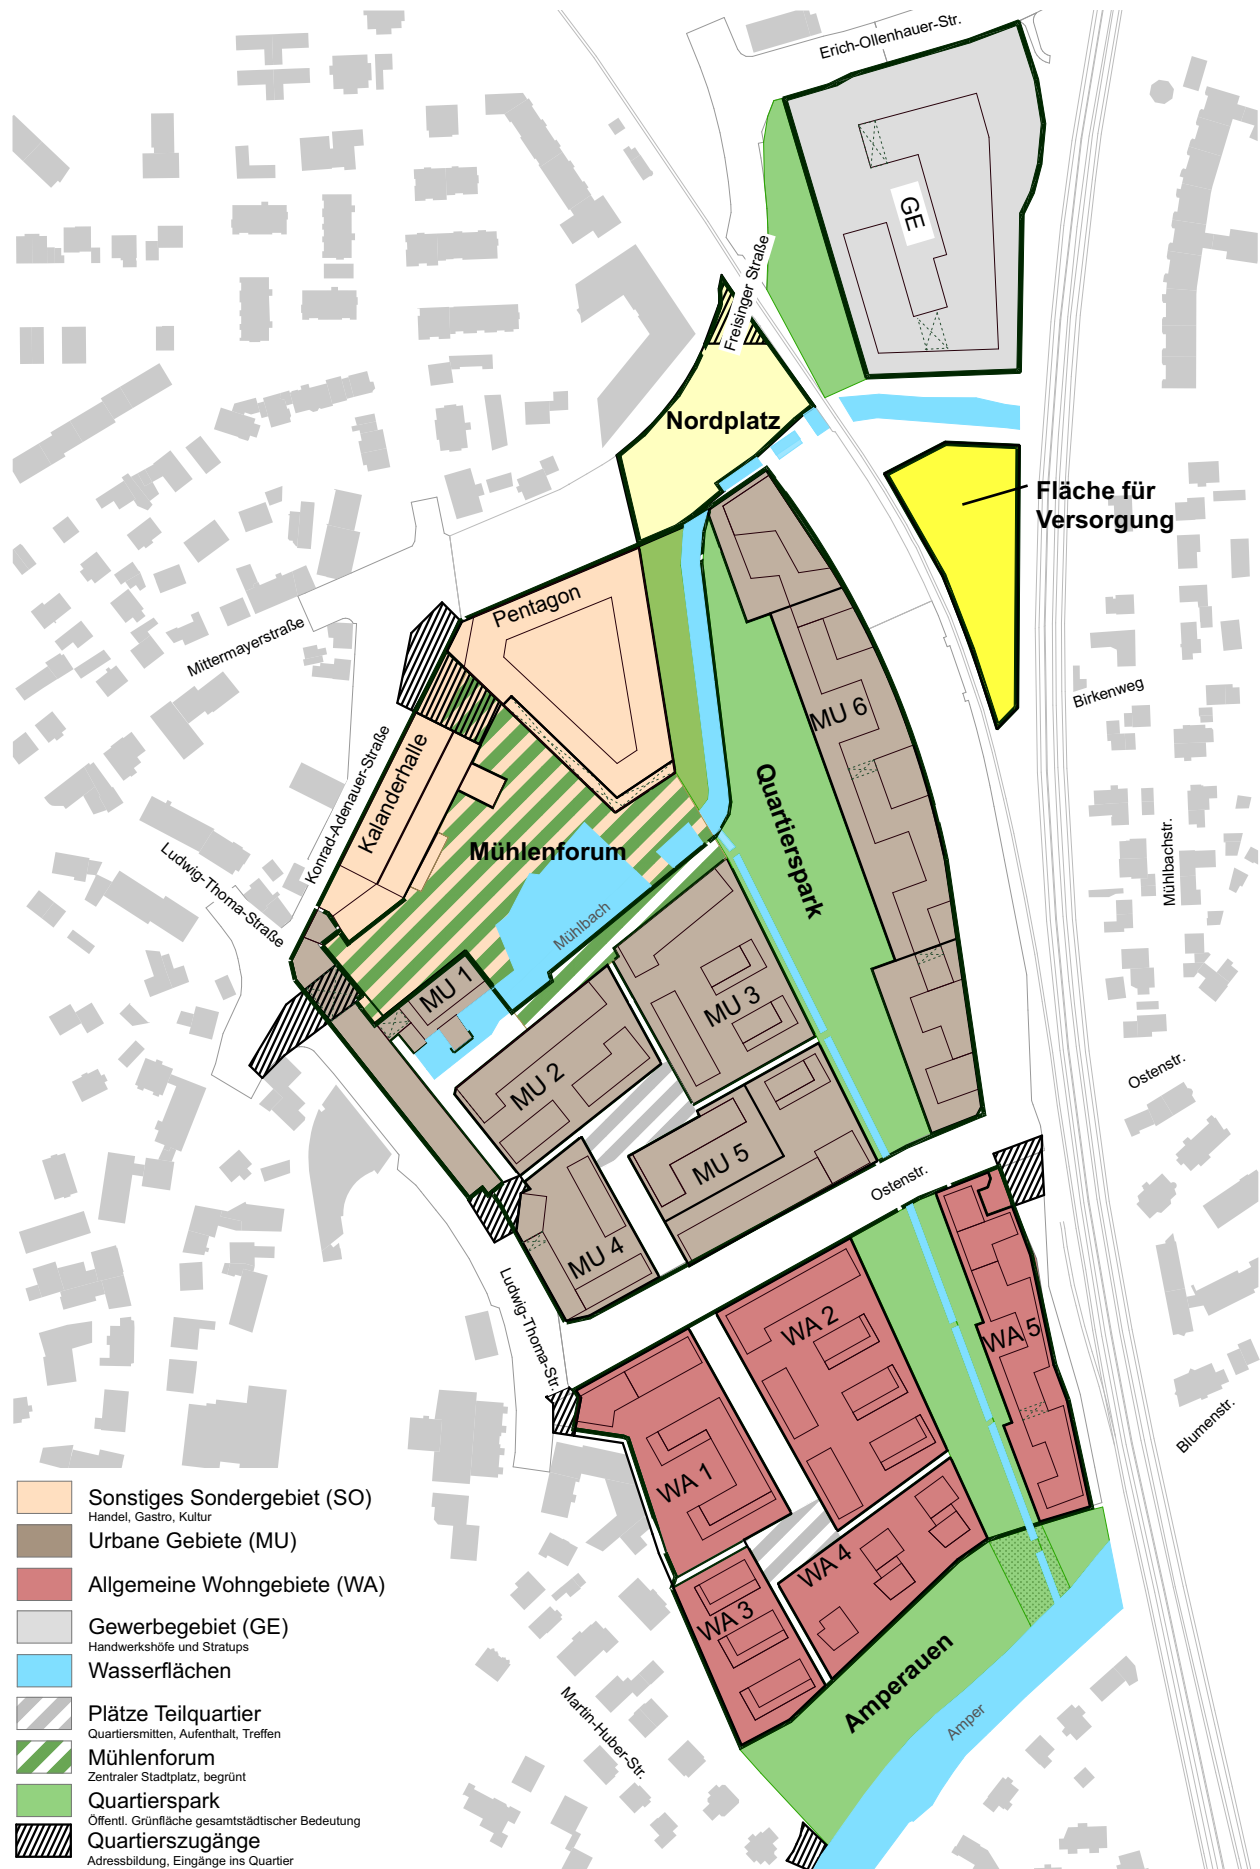 Erich-Ollenhauer-Str.
GE
Freisinger Straße
Nordplatz
Fläche für
Versorgung
Pentagon
Mittermayerstraße
Birkenweg
MU 6
Konrad-Adenauer-Straße
Kalanderhalle
Quartierspark
Mühlenforum
Mühlbachstr.
Ludwig-Thoma-Straße
Mühlbach
MU 1
MU 3
MU 2
Ostenstr.
MU 5
Ostenstr.
MU 4
Ludwig-Thoma-Str.
WA 2
WA 5
Blumenstr.
WA 1
WA 4
WA 3
Amperauen
Amper
Martin-Huber-Str.
Sonstiges Sondergebiet (SO)
Handel, Gastro, Kultur
Urbane Gebiete (MU)
Allgemeine Wohngebiete (WA)
Gewerbegebiet (GE)
Handwerkshöfe und Stratups
Wasserflächen
Plätze Teilquartier
Quartiersmitten, Aufenthalt, Treffen
Mühlenforum
Zentraler Stadtplatz, begrünt
Quartierspark
Öffentl. Grünfläche gesamtstädtischer Bedeutung
Quartierszugänge
Adressbildung, Eingänge ins Quartier